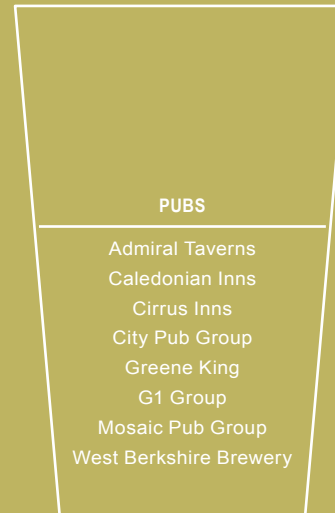 PUBS
Admiral Taverns
Caledonian Inns
Cirrus Inns
City Pub Group
Greene King
G1 Group
Mosaic Pub Group
West Berkshire Brewery